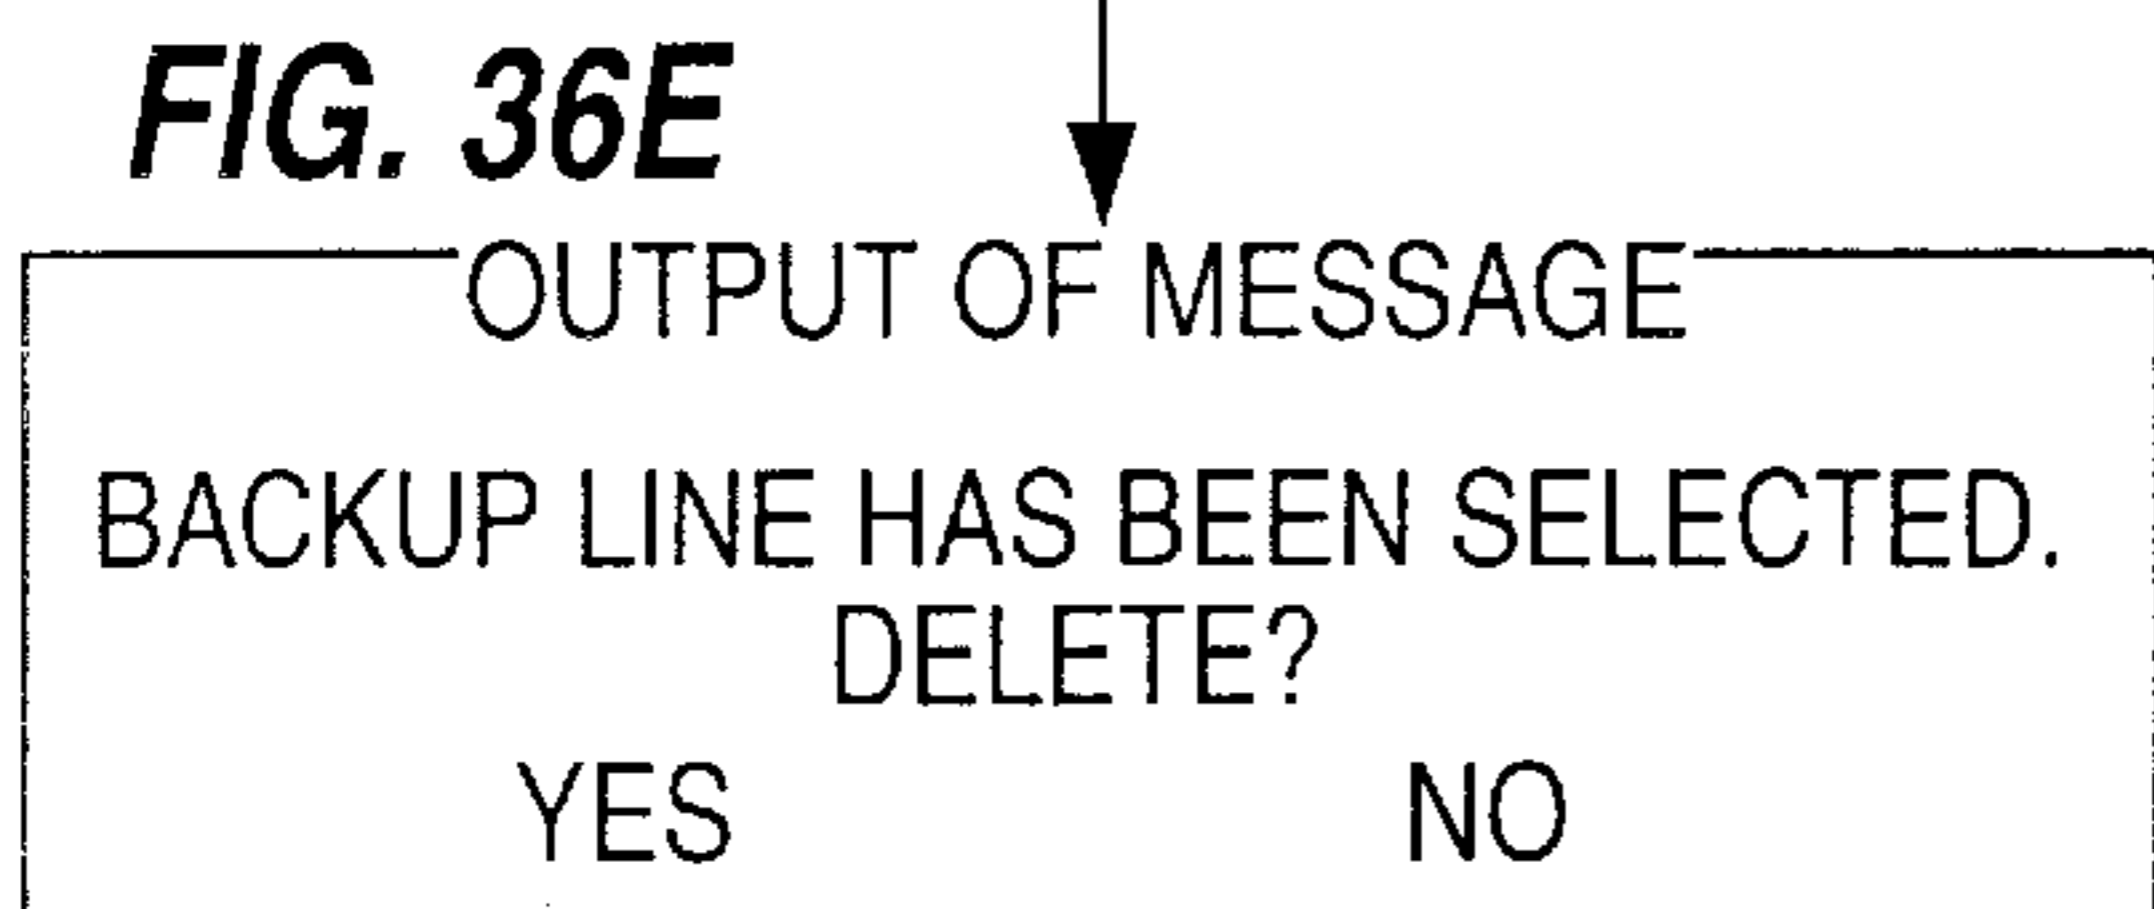 FIG. 36E
OUTPUT OF MESSAGE
BACKUP LINE HAS BEEN SELECTED.
DELETE?
YES NO